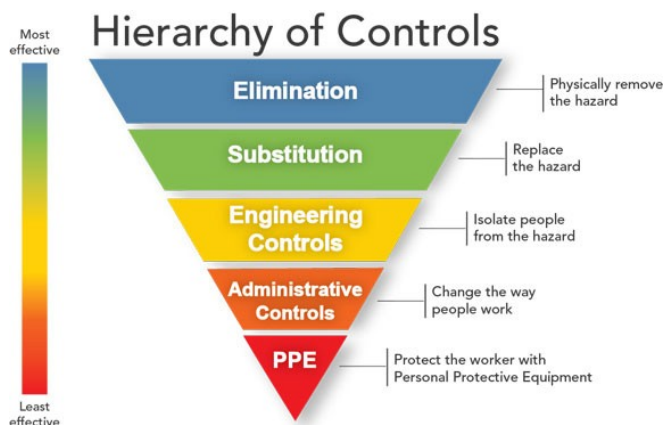 Hierarchy of Controls
Most
effective
Elimination
Physically remove
the hazard
Substitution
Replace
the hazard
Engineering
Controls
Isolate people
from the hazard
Administrative
Controls
Change the way
people work
PPE
Protect the worker with
Personal Protective Equipment
Least
effective